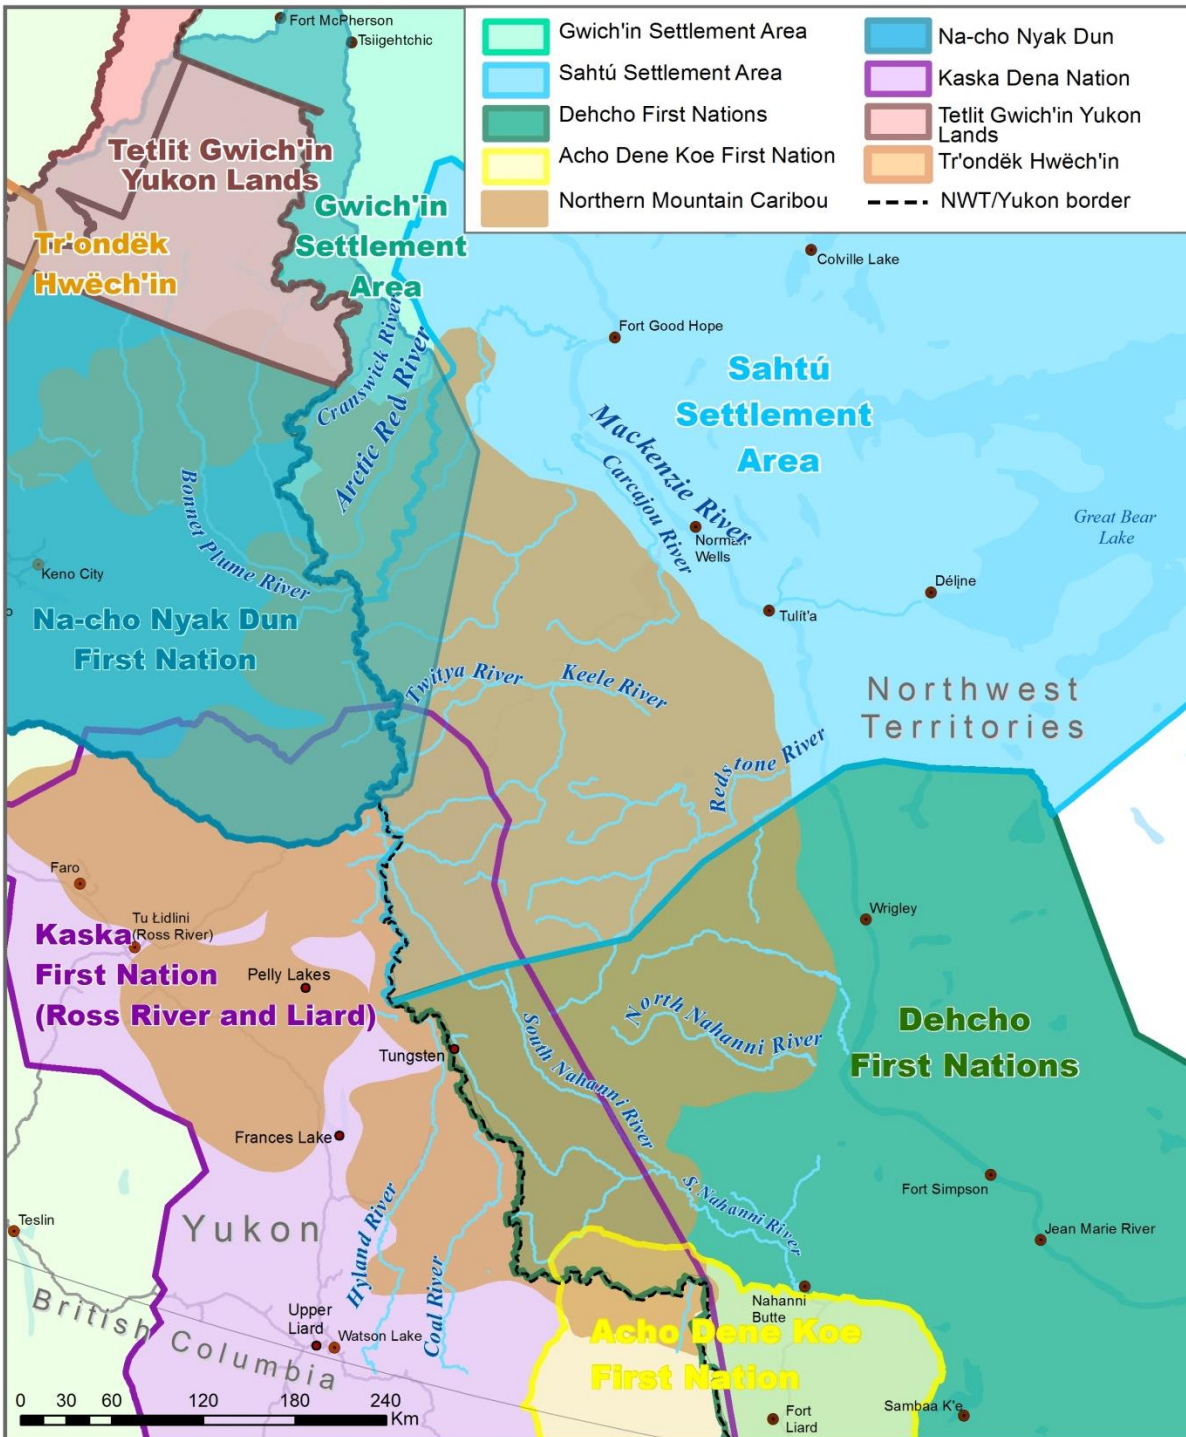 Fort McPherson
Tsiigehtchic
Gwich'in Settlement Area
Sahtú Settlement Area
Dehcho First Nations
Acho Dene Koe First Nation
Northern Mountain Caribou
Na-cho Nyak Dun
Kaska Dena Nation
Tetlit Gwich'in Yukon
Lands
Tr'ondëk Hwëch'in
NWT/Yukon border
Tetlit Gwich'in
Yukon Lands
Gwich'in
Settlement
Area
Tr'ondëk
Hwëch'in
Colville Lake
Fort Good Hope
Cranswick River
Arctic Red River
Sahtú
Settlement
Area
Mackenzie River
Carcajou River
Bonnet Plume River
Norman
Wells
Great Bear
Lake
Keno City
Délįne
Tulít'a
Na-cho Nyak Dun
First Nation
Twitya River
Keele River
Northwest
Territories
Redstone River
Faro
Tu Łidlini
(Ross River)
Wrigley
Kaska
First Nation
(Ross River and Liard)
Pelly Lakes
North Nahanni River
South Nahanni River
Dehcho
First Nations
Tungsten
Frances Lake
S. Nahanni River
Fort Simpson
Teslin
Yukon
Hyland River
Coal River
Jean Marie River
British Columbia
Nahanni
Butte
Upper
Liard
Watson Lake
Acho Dene Koe
First Nation
0 30 60 120 180 240
Km
Fort
Liard
Sambaa K'e